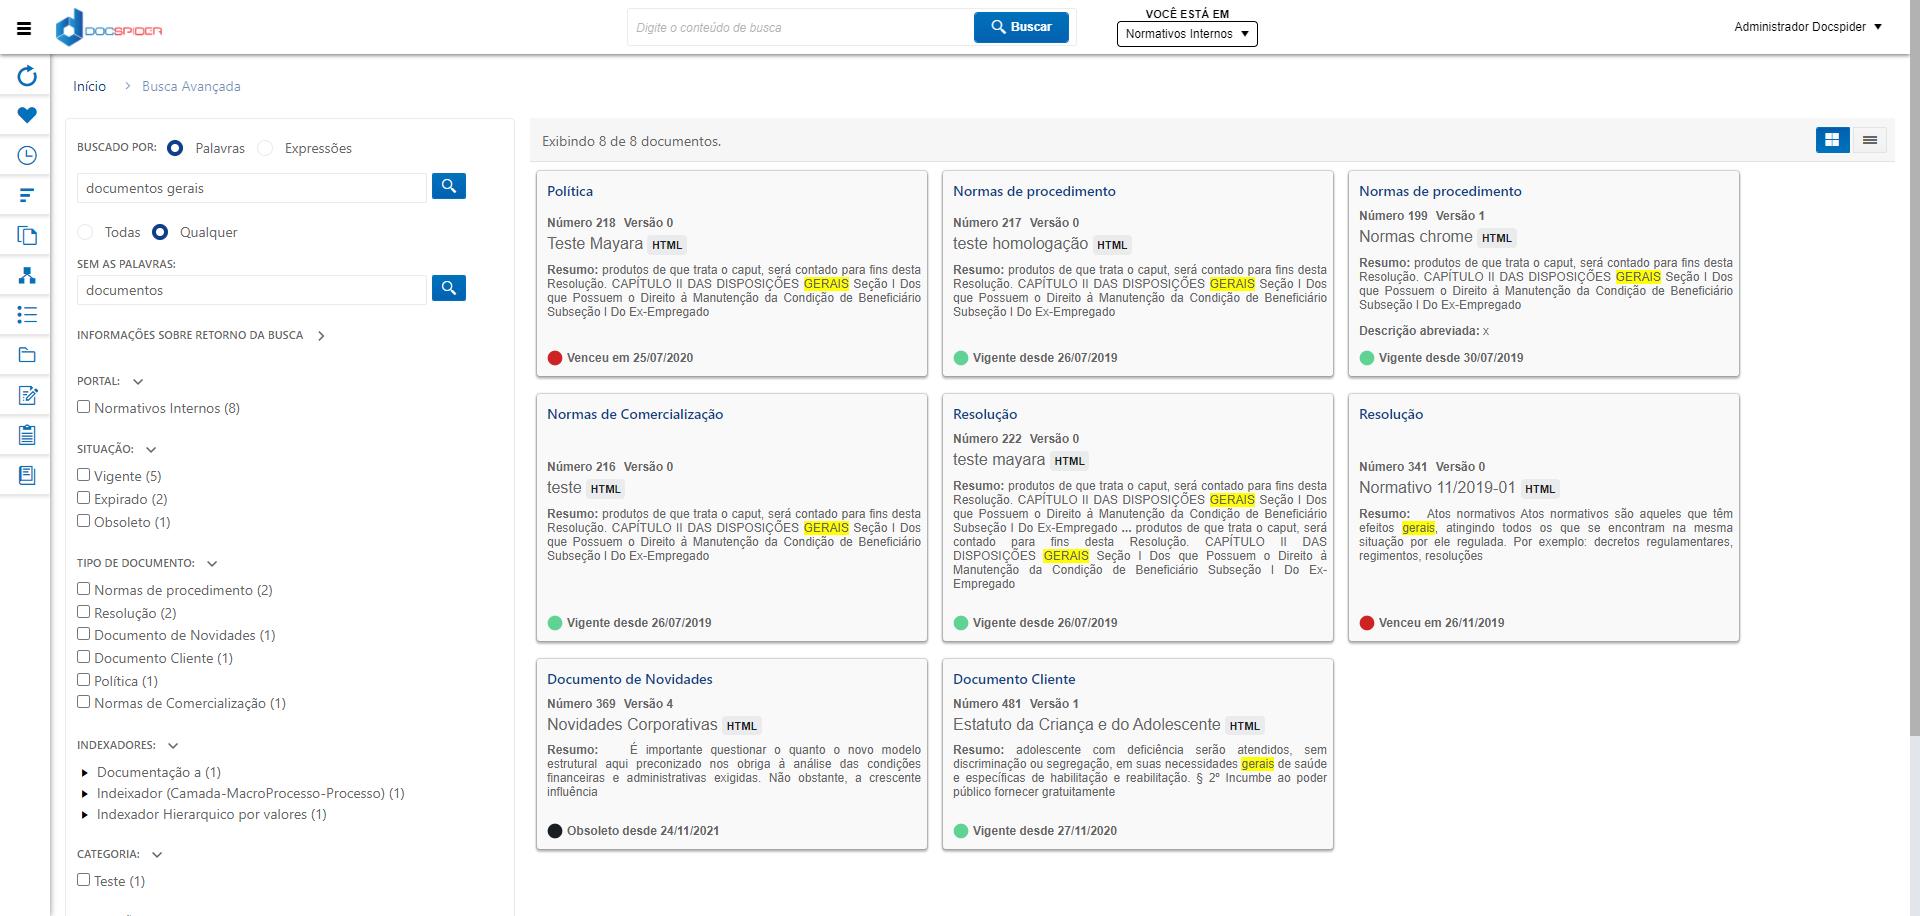 DOCSPIDER
Digite o conteúdo de busca
Buscar
VOCÊ ESTÁ EM
Normativos Internos
Administrador Docspider
Início > Busca Avançada
BUSCADO POR: Palavras Expressões
documentos gerais
Todas Qualquer
SEM AS PALAVRAS:
documentos
INFORMAÇÕES SOBRE RETORNO DA BUSCA
PORTAL:
Normativos Internos (8)
SITUAÇÃO:
Vigente (5)
Expirado (2)
Obsoleto (1)
TIPO DE DOCUMENTO:
Normas de procedimento (2)
Resolução (2)
Documento de Novidades (1)
Documento Cliente (1)
Política (1)
Normas de Comercialização (1)
INDEXADORES:
Documentação a (1)
Indeixador (Camada-MacroProcesso-Processo) (1)
Indexador Hierarquico por valores (1)
CATEGORIA:
Teste (1)
Exibindo 8 de 8 documentos.
Política
Número 218 Versão 0
Teste Mayara HTML
Resumo: produtos de que trata o caput, será contado para fins desta
Resolução. CAPÍTULO II DAS DISPOSIÇÕES GERAIS Seção I Dos
que Possuem o Direito à Manutenção da Condição de Beneficiário
Subseção I Do Ex-Empregado
Venceu em 25/07/2020
Normas de procedimento
Número 217 Versão 0
teste homologação HTML
Resumo: produtos de que trata o caput, será contado para fins desta
Resolução. CAPÍTULO II DAS DISPOSIÇÕES GERAIS Seção I Dos
que Possuem o Direito à Manutenção da Condição de Beneficiário
Subseção I Do Ex-Empregado
Vigente desde 26/07/2019
Normas de procedimento
Número 199 Versão 1
Normas chrome HTML
Resumo: produtos de que trata o caput, será contado para fins desta
Resolução. CAPÍTULO II DAS DISPOSIÇÕES GERAIS Seção I Dos
que Possuem o Direito à Manutenção da Condição de Beneficiário
Subseção I Do Ex-Empregado
Descrição abreviada: x
Vigente desde 30/07/2019
Normas de Comercialização
Número 216 Versão 0
teste HTML
Resumo: produtos de que trata o caput, será contado para fins desta
Resolução. CAPÍTULO II DAS DISPOSIÇÕES GERAIS Seção I Dos
que Possuem o Direito à Manutenção da Condição de Beneficiário
Subseção I Do Ex-Empregado
Vigente desde 26/07/2019
Resolução
Número 222 Versão 0
teste mayara HTML
Resumo: produtos de que trata o caput, será contado para fins desta
Resolução. CAPÍTULO II DAS DISPOSIÇÕES GERAIS Seção I Dos
que Possuem o Direito à Manutenção da Condição de Beneficiário
Subseção I Do Ex-Empregado ... produtos de que trata o caput, será
contado para fins desta Resolução. CAPÍTULO II DAS
DISPOSIÇÕES GERAIS Seção I Dos que Possuem o Direito à
Manutenção da Condição de Beneficiário Subseção I Do Ex-
Empregado
Vigente desde 26/07/2019
Resolução
Número 341 Versão 0
Normativo 11/2019-01 HTML
Resumo: Atos normativos Atos normativos são aqueles que têm
efeitos gerais, atingindo todos os que se encontram na mesma
situação por ele regulada. Por exemplo: decretos regulamentares,
regimentos, resoluções
Venceu em 26/11/2019
Documento de Novidades
Número 369 Versão 4
Novidades Corporativas HTML
Resumo: É importante questionar o quanto o novo modelo
estrutural aqui preconizado nos obriga à análise das condições
financeiras e administrativas exigidas. Não obstante, a crescente
influência
Obsoleto desde 24/11/2021
Documento Cliente
Número 481 Versão 1
Estatuto da Criança e do Adolescente HTML
Resumo: adolescente com deficiência serão atendidos, sem
discriminação ou segregação, em suas necessidades gerais de saúde
e específicas de habilitação e reabilitação. § 2º Incumbe ao poder
público fornecer gratuitamente
Vigente desde 27/11/2020